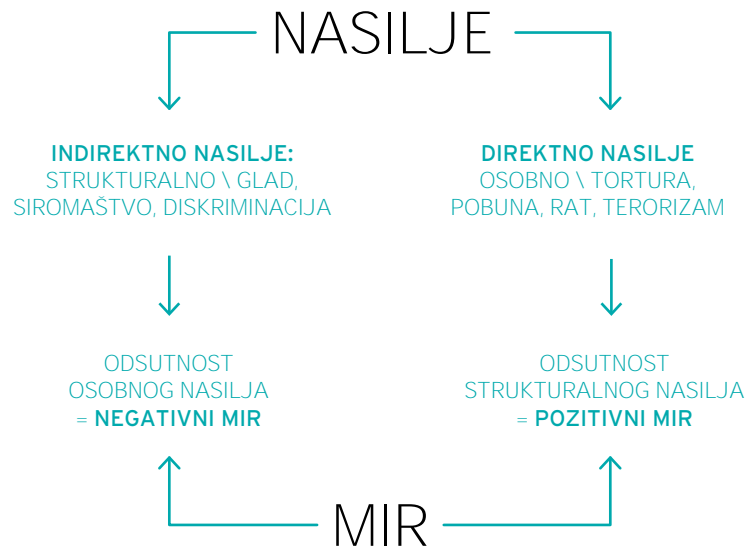 NASILJE
INDIREKTNO NASILJE:
STRUKTURALNO \ GLAD,
SIROMAŠTVO, DISKRIMINACIJA
DIREKTNO NASILJE
OSOBNO \ TORTURA,
POBUNA, RAT, TERORIZAM
ODSUTNOST
OSOBNOG NASILJA
= NEGATIVNI MIR
ODSUTNOST
STRUKTURALNOG NASILJA
= POZITIVNI MIR
MIR